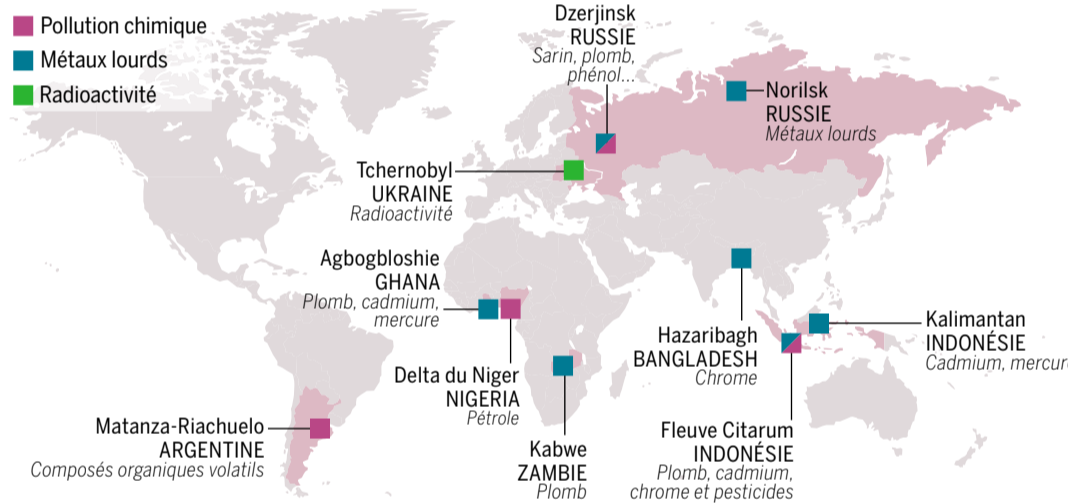 Pollution chimique
Métaux lourds
Radioactivité
Dzerjinsk
RUSSIE
Sarin, plomb,
phénol...
Norilsk
RUSSIE
Métaux lourds
Tchernobyl
UKRAINE
Radioactivité
Agbogbloshie
GHANA
Plomb, cadmium,
mercure
Delta du Niger
NIGERIA
Pétrole
Hazaribagh
BANGLADESH
Chrome
Kalimantan
INDONÉSIE
Cadmium, mercure
Matanza-Riachuelo
ARGENTINE
Composés organiques volatils
Kabwe
ZAMBIE
Plomb
Fleuve Citarum
INDONÉSIE
Plomb, cadmium,
chrome et pesticides